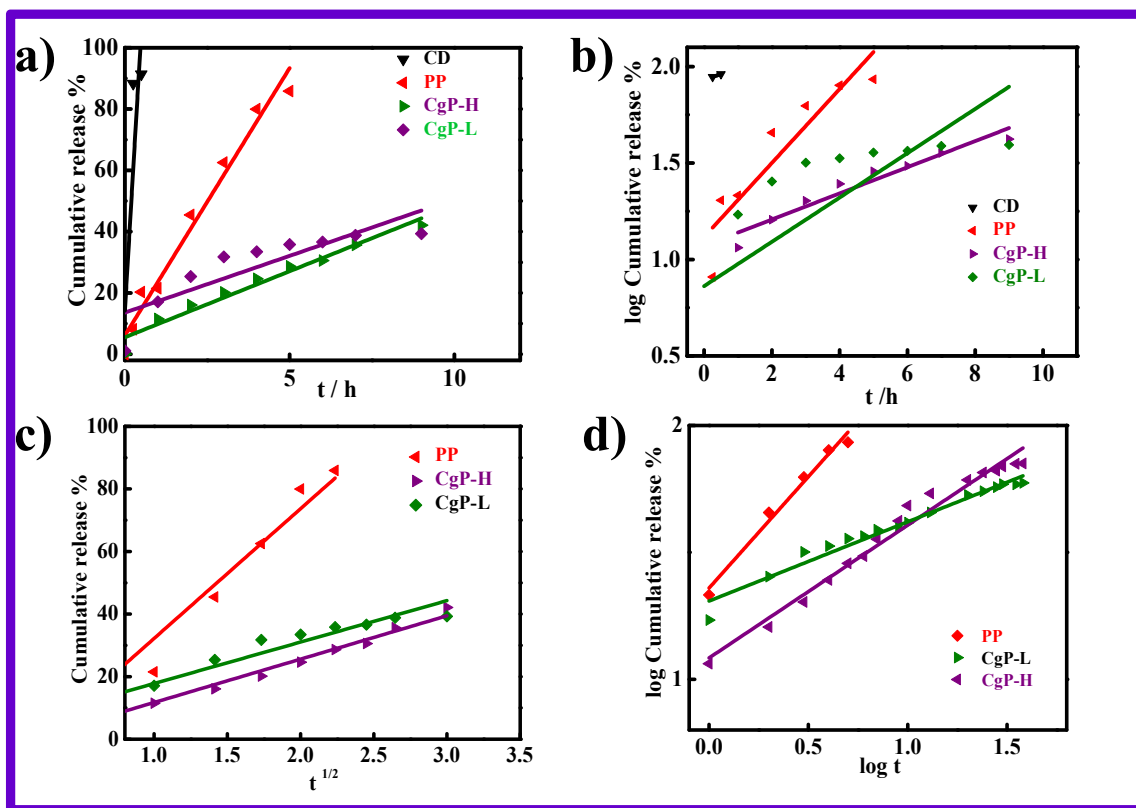 a)
Cumulative release %
100
80
60
40
20
0
0
5
10
t / h
CD
PP
CgP-H
CgP-L
b)
log Cumulative release %
2.0
1.5
1.0
0.5
0
2
4
6
8
10
t /h
CD
PP
CgP-H
CgP-L
c)
Cumulative release %
100
80
60
40
20
0
1.0
1.5
2.0
2.5
3.0
3.5
t 1/2
PP
CgP-H
CgP-L
d)
log Cumulative release %
2
1
0.0
0.5
1.0
1.5
log t
PP
CgP-L
CgP-H